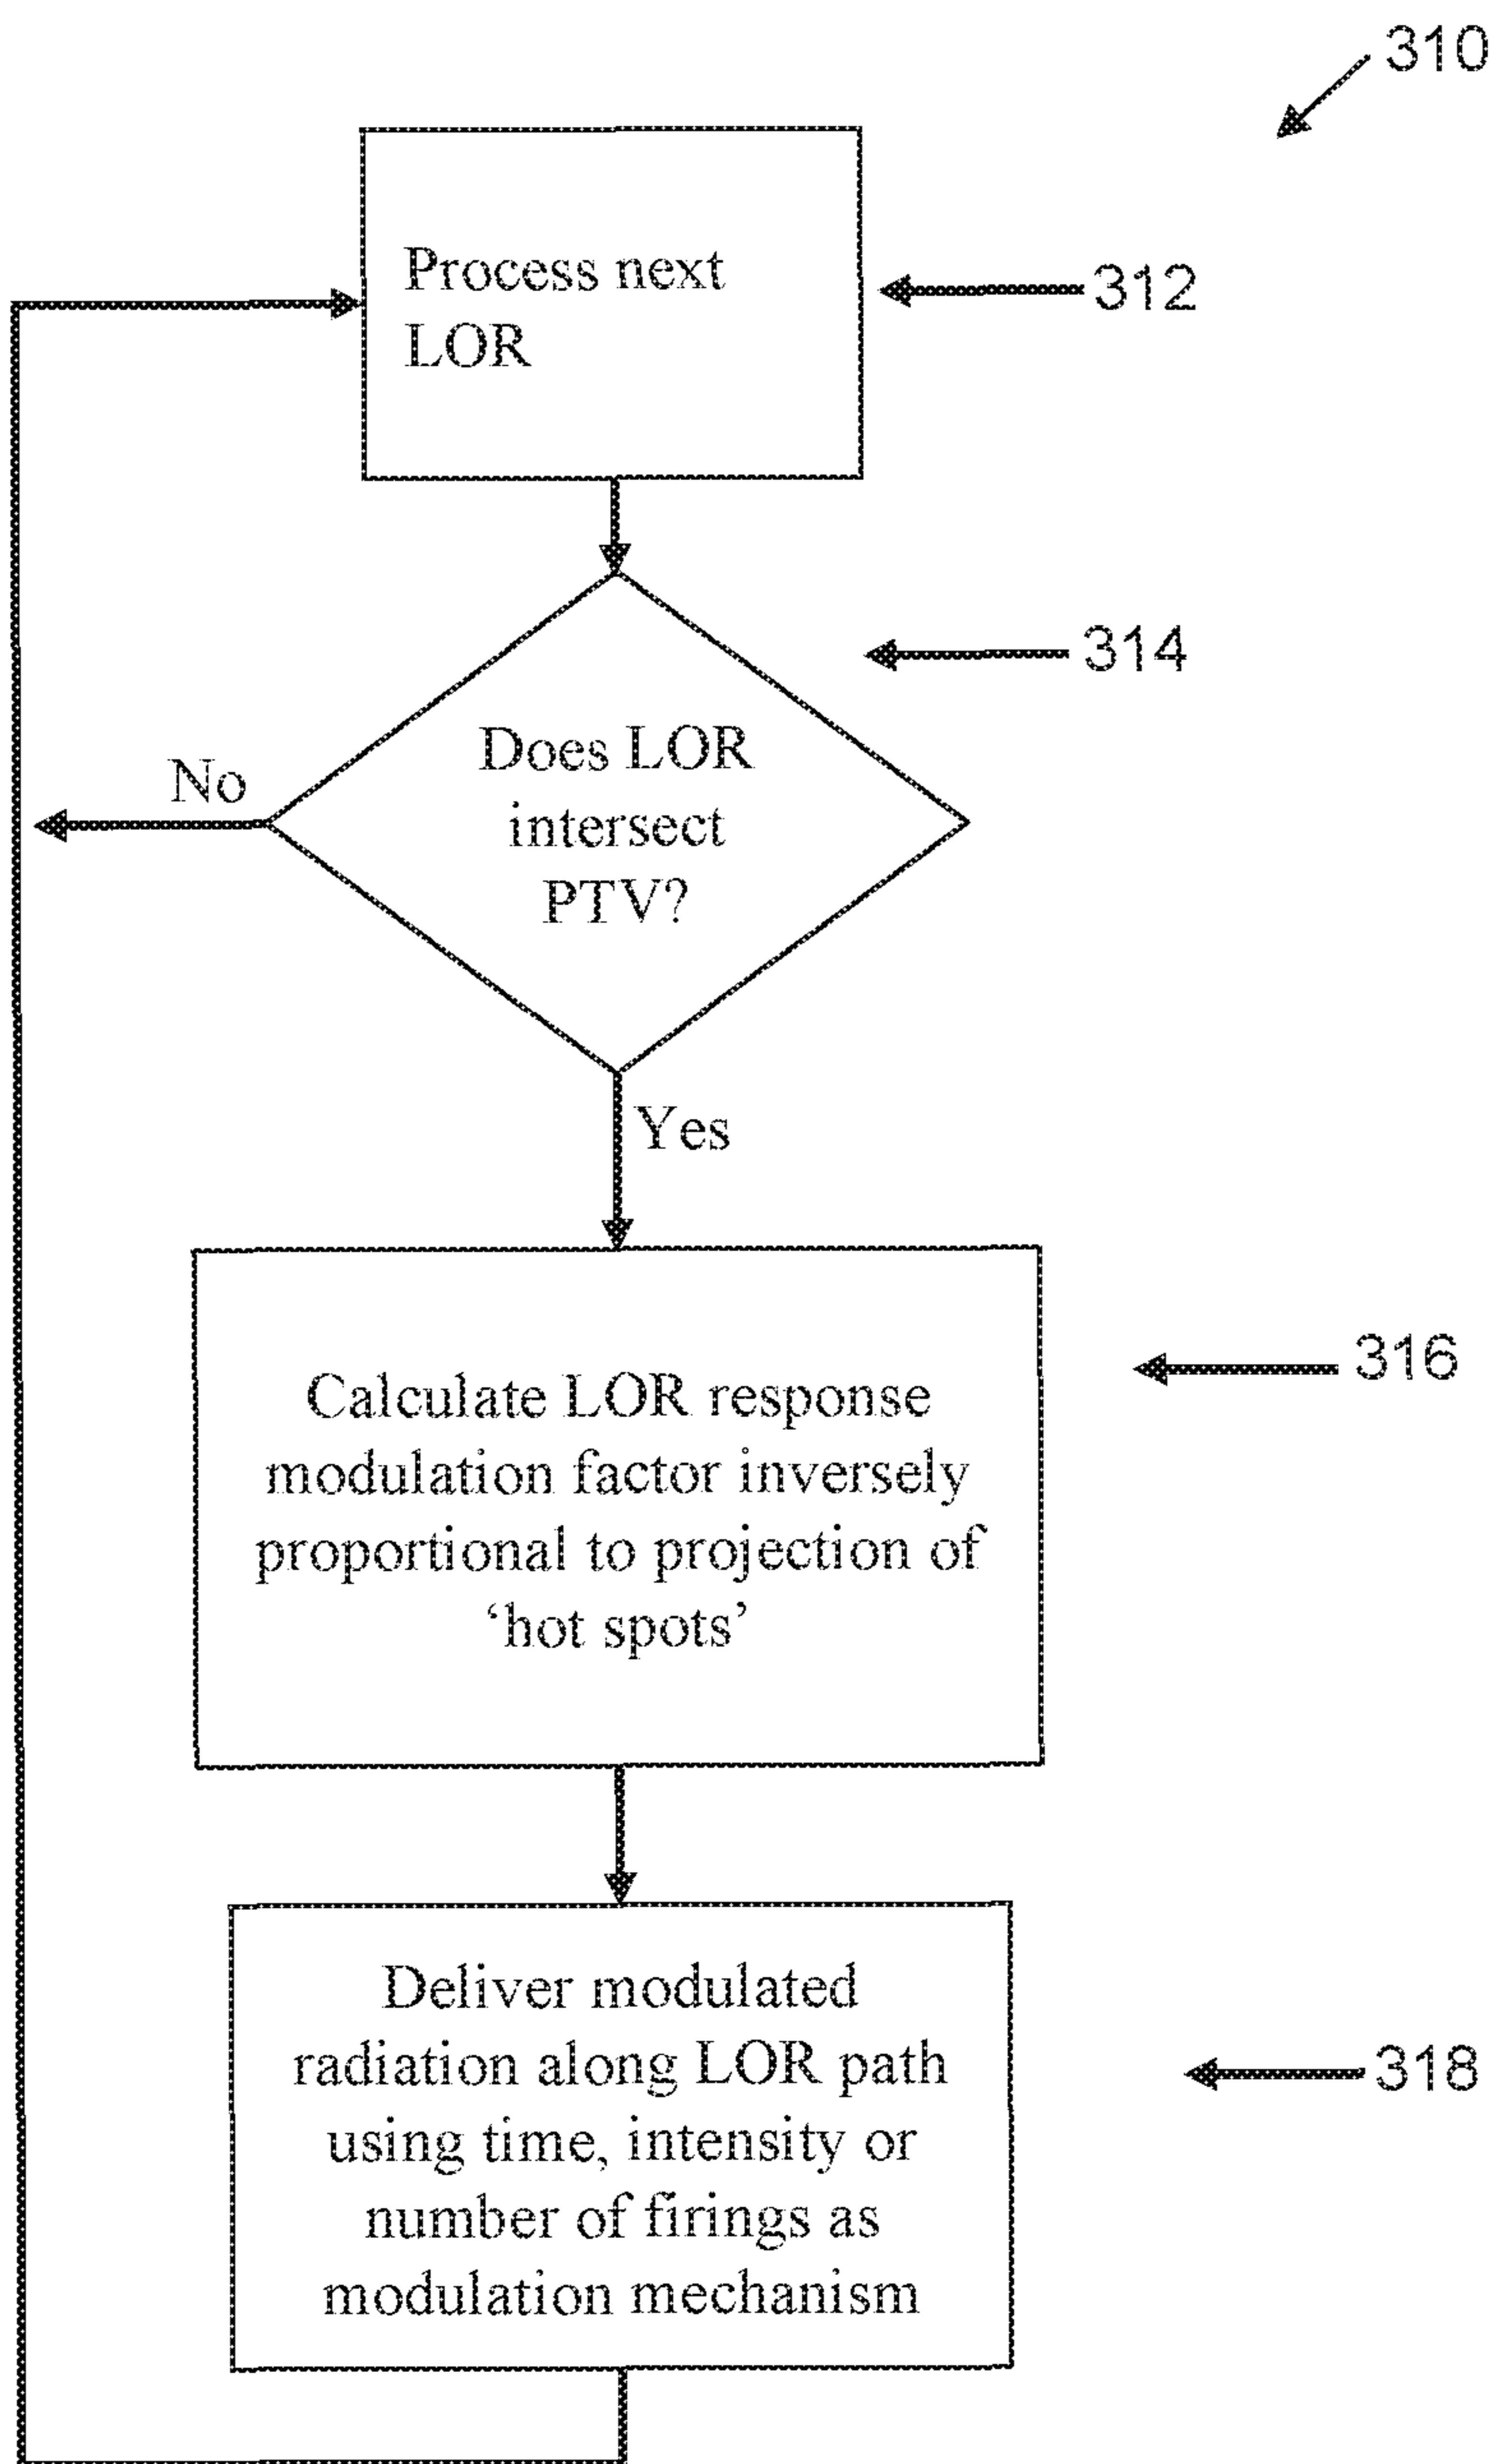 310
Process next
LOR
312
314
Does LOR
intersect
PTV?
No
Yes
Calculate LOR response
modulation factor inversely
proportional to projection of
‘hot spots’
316
Deliver modulated
radiation along LOR path
using time, intensity or
number of firings as
modulation mechanism
318